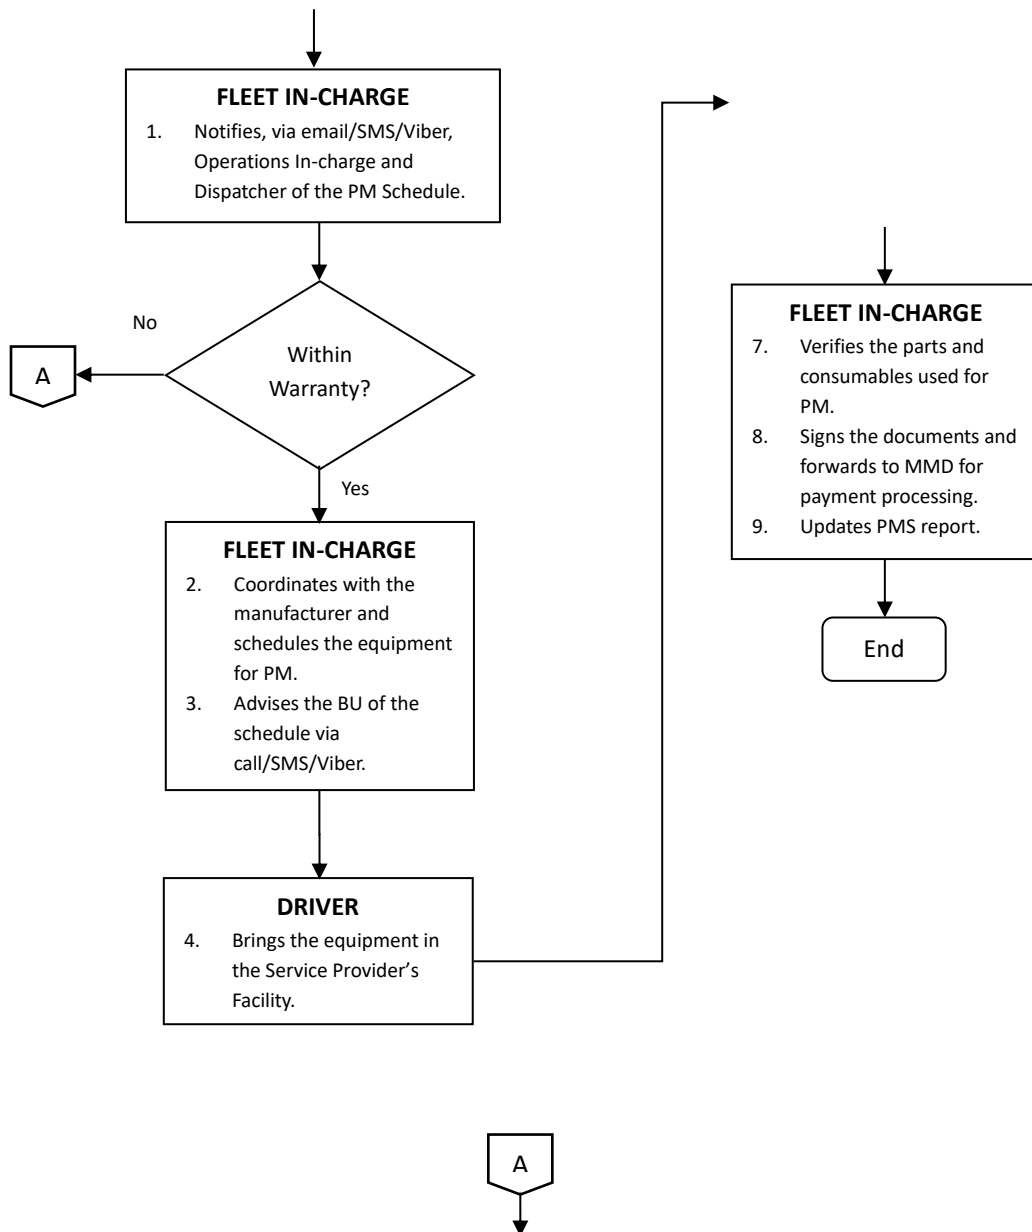 FLEET IN-CHARGE
1. Notifies, via email/SMS/Viber,
Operations In-charge and
Dispatcher of the PM Schedule.
No
Within
Warranty?
A
Yes
FLEET IN-CHARGE
2. Coordinates with the
manufacturer and
schedules the equipment
for PM.
3. Advises the BU of the
schedule via
call/SMS/Viber.
DRIVER
4. Brings the equipment in
the Service Provider’s
Facility.
FLEET IN-CHARGE
7. Verifies the parts and
consumables used for
PM.
8. Signs the documents and
forwards to MMD for
payment processing.
9. Updates PMS report.
End
A